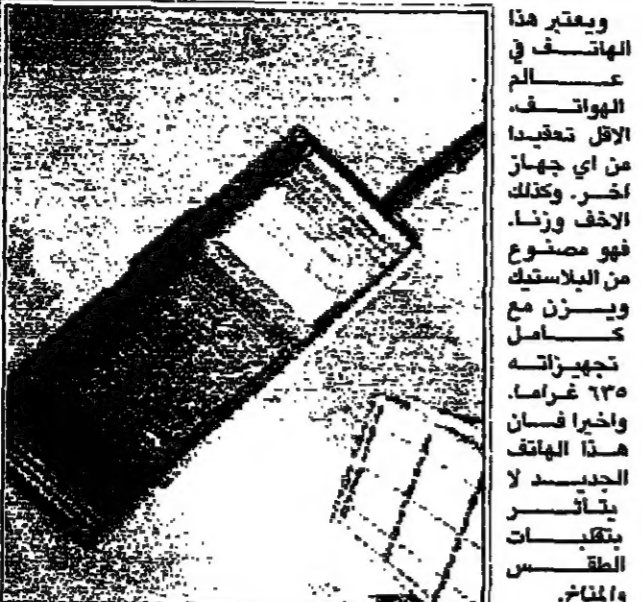 ويعتبر هذا
الهاتف في
عالم
الهواتف،
الاقل تعقيدا
من اي جهاز
اخر. وكذلك
الاخف وزنا.
فهو مصنوع
من البلاستيك
ويزن مع
كامل
تجهيزاته
٦٣٥ غراما.
واخيرا فان
هذا الهاتف
الجديد لا
يتأثر
بتقلبات
الطقس
والمناخ.